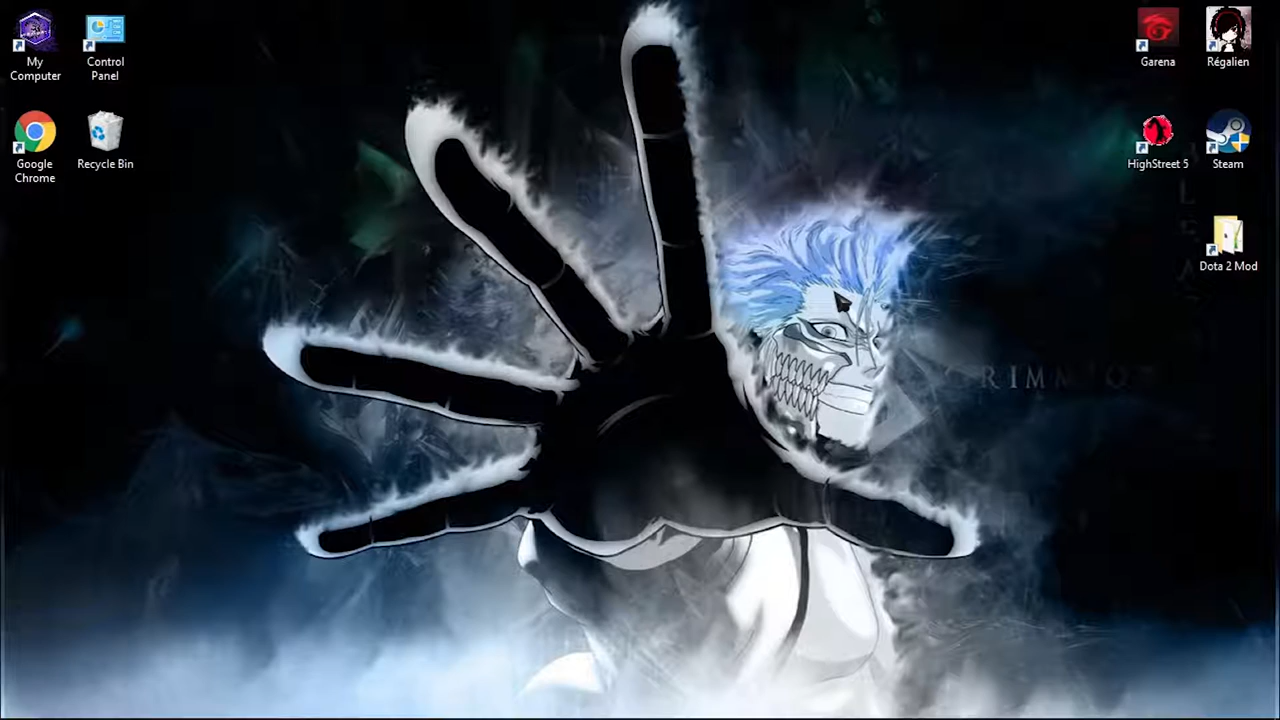 My
Computer
Control
Panel
Google
Chrome
Recycle Bin
Garena
Régalien
HighStreet 5
Steam
Dota 2 Mod